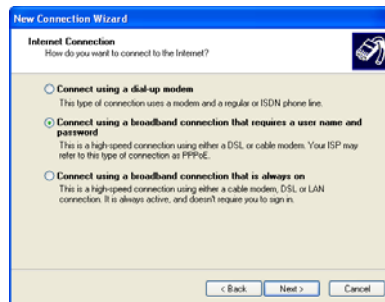 New Connection Wizard
Internet Connection
How do you want to connect to the Internet?
Connect using a dial-up modem
This type of connection uses a modem and a regular or ISDN phone line.
Connect using a broadband connection that requires a user name and
password
This is a high-speed connection using either a DSL or cable modem. Your ISP may
refer to this type of connection as PPPoE.
Connect using a broadband connection that is always on
This is a high-speed connection using either a cable modem, DSL or LAN
connection. It is always active, and doesn't require you to sign in.
< Back
Next >
Cancel